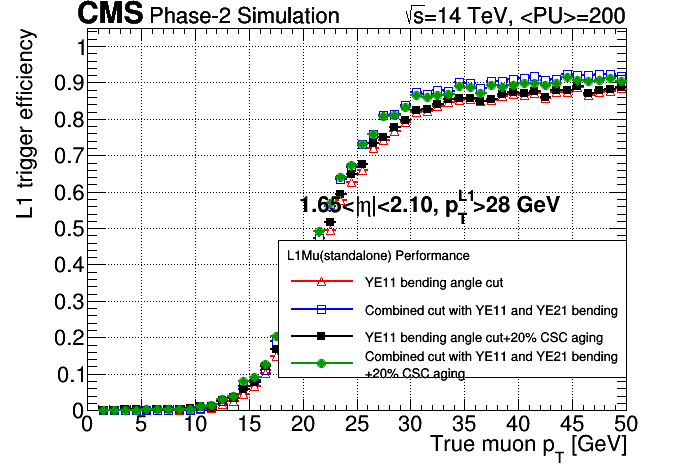 CMS Phase-2 Simulation √s=14 TeV, <PU>=200
L1 trigger efficiency
1
0.9
0.8
0.7
0.6
0.5
0.4
0.3
0.2
0.1
0
1.65<|η|<2.10, p_T^L1>28 GeV
L1Mu(standalone) Performance
YE11 bending angle cut
Combined cut with YE11 and YE21 bending
YE11 bending angle cut+20% CSC aging
Combined cut with YE11 and YE21 bending
+20% CSC aging
0 5 10 15 20 25 30 35 40 45 50
True muon p_T [GeV]